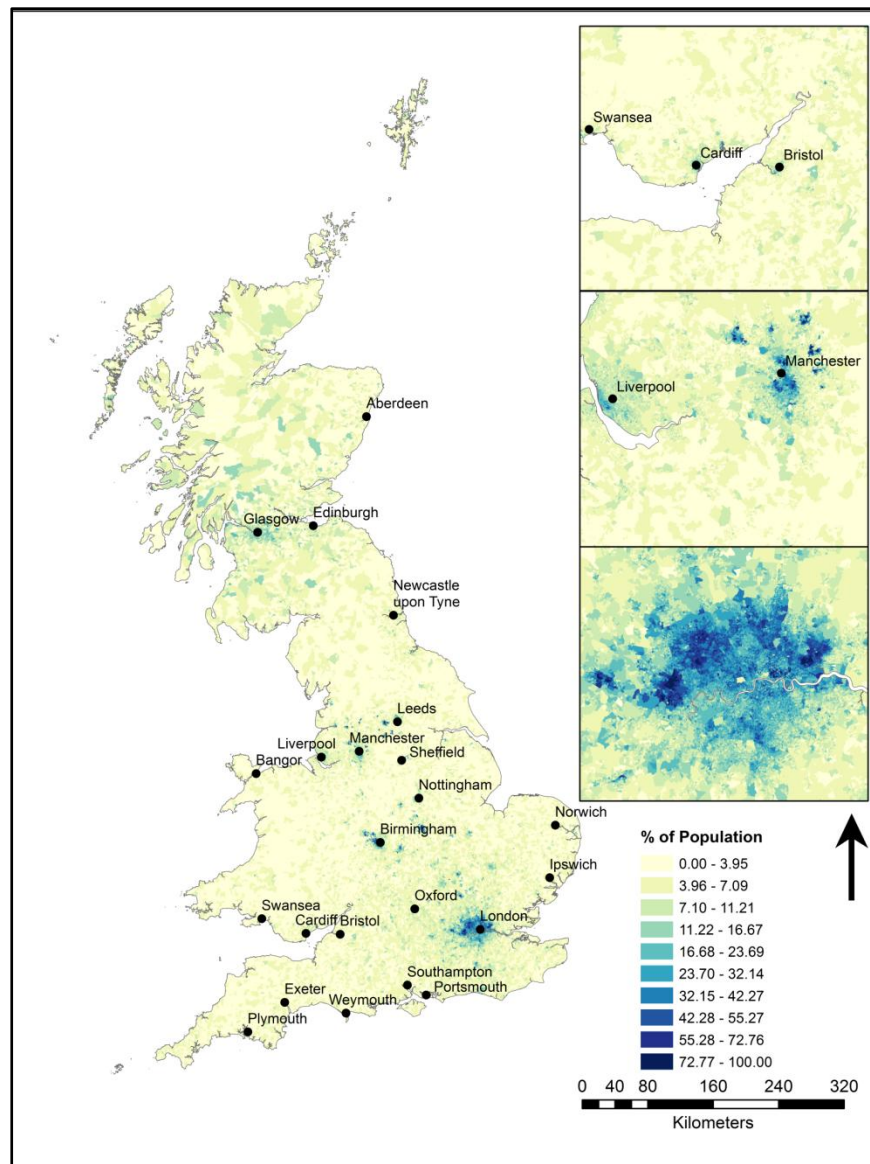 Swansea
Cardiff
Bristol
Manchester
Liverpool
Aberdeen
Edinburgh
Glasgow
Newcastle
upon Tyne
Leeds
Liverpool
Manchester
Bangor
Sheffield
Nottingham
Norwich
Birmingham
Ipswich
Oxford
Swansea
London
Cardiff
Bristol
Southampton
Exeter
Portsmouth
Weymouth
Plymouth
% of Population
0.00 - 3.95
3.96 - 7.09
7.10 - 11.21
11.22 - 16.67
16.68 - 23.69
23.70 - 32.14
32.15 - 42.27
42.28 - 55.27
55.28 - 72.76
72.77 - 100.00
0 40 80 160 240 320
Kilometers